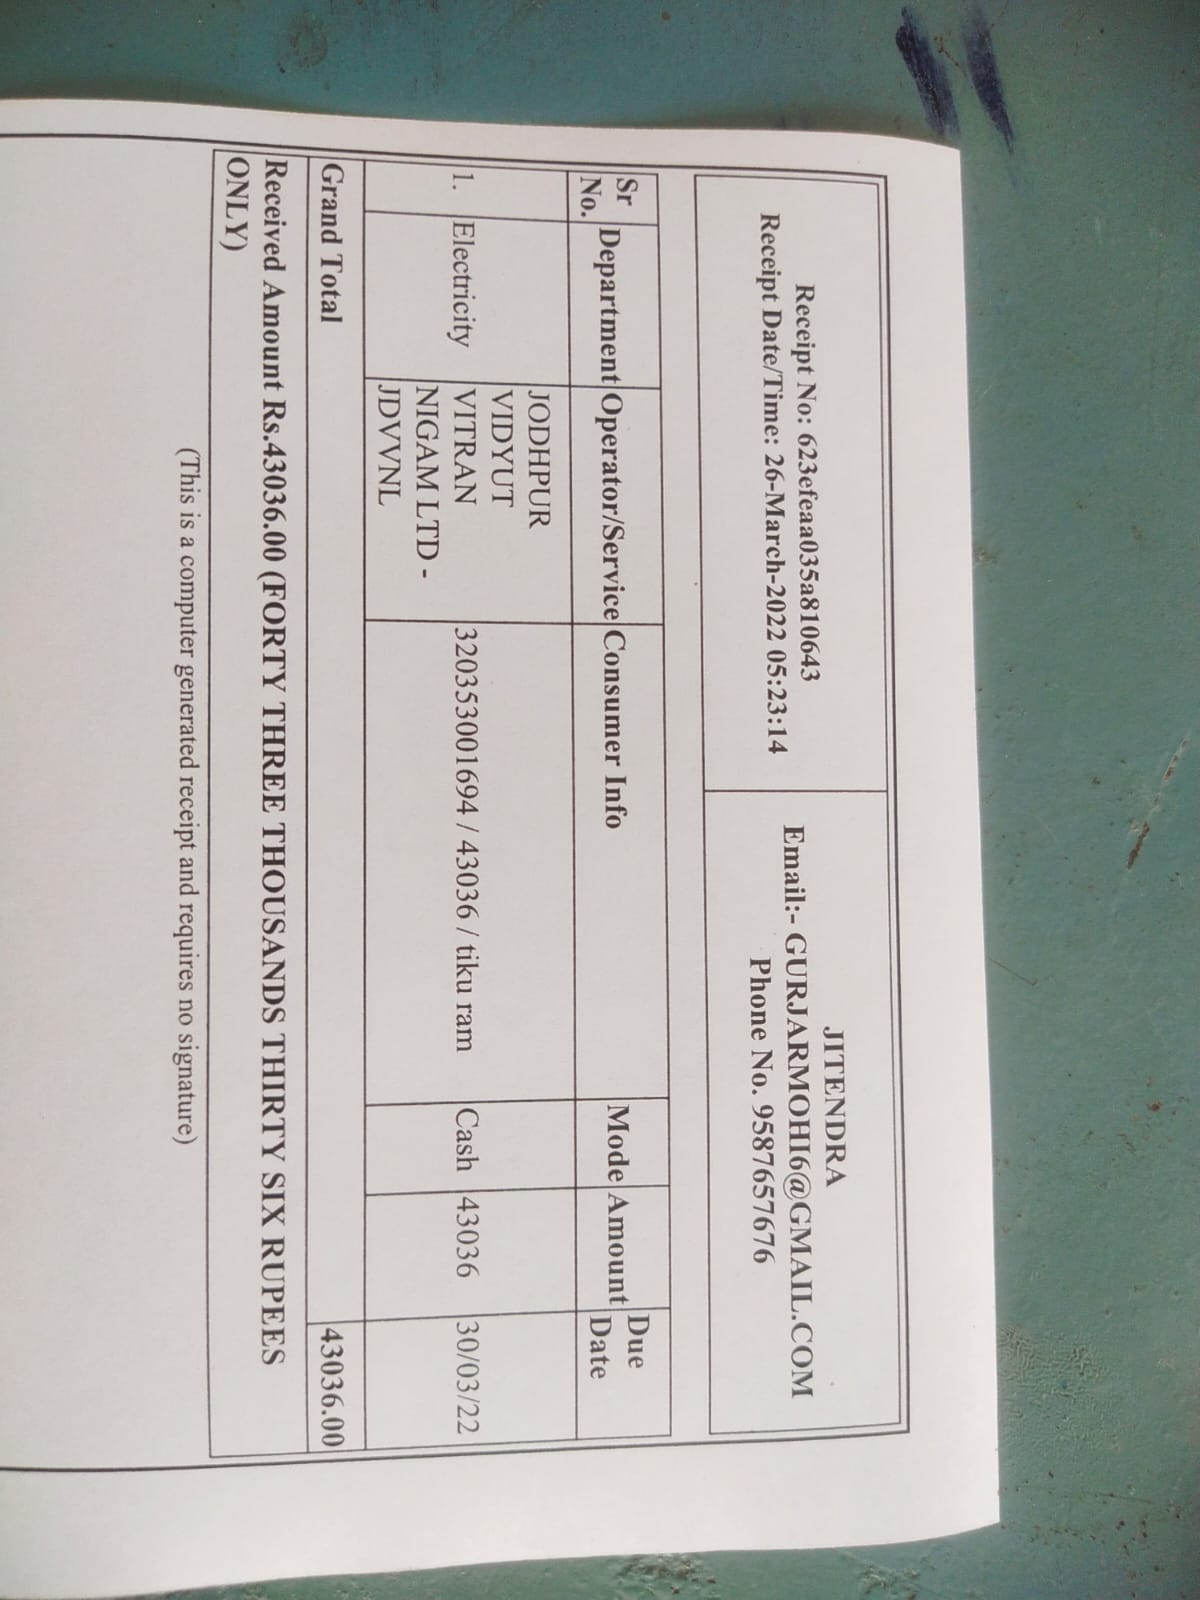 Receipt No: 623efeaa035a810643
Receipt Date/Time: 26-March-2022 05:23:14
JITENDRA
Email:- GURJARMOHI6@GMAIL.COM
Phone No. 9587657676
Sr No. Department Operator/Service Consumer Info Mode Amount Due Date
1. Electricity JODHPUR VIDYUT VITRAN NIGAM LTD - JDVVNL 320353001694 / 43036 / tiku ram Cash 43036 30/03/22
Grand Total 43036.00
Received Amount Rs.43036.00 (FORTY THREE THOUSANDS THIRTY SIX RUPEES
ONLY)
(This is a computer generated receipt and requires no signature)